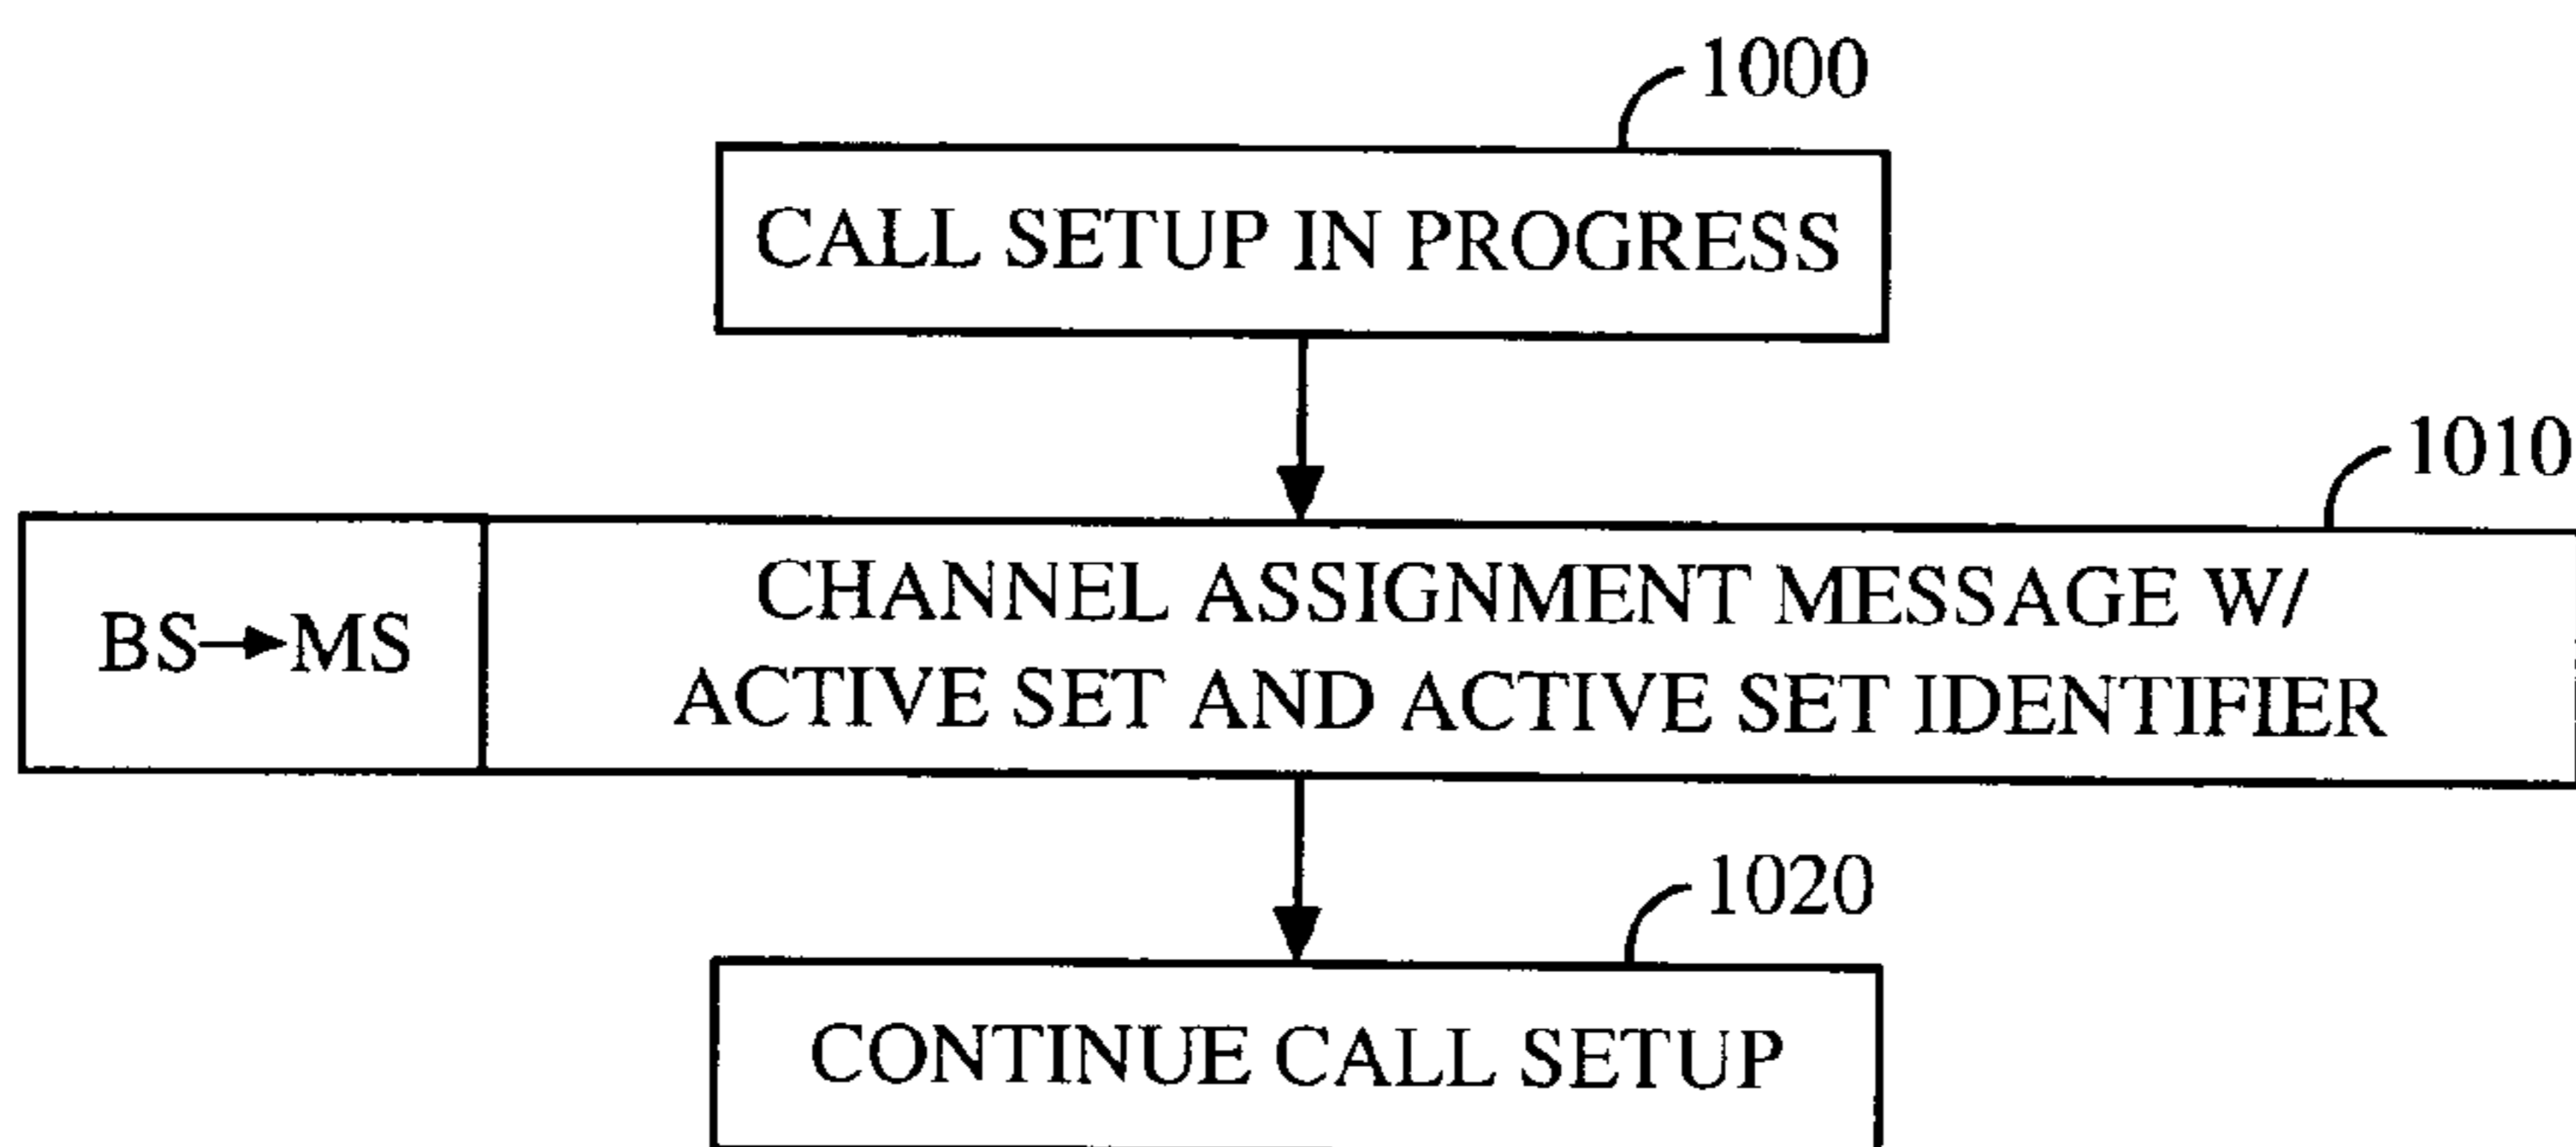 1000
CALL SETUP IN PROGRESS
1010
BS→MS
CHANNEL ASSIGNMENT MESSAGE W/
ACTIVE SET AND ACTIVE SET IDENTIFIER
1020
CONTINUE CALL SETUP